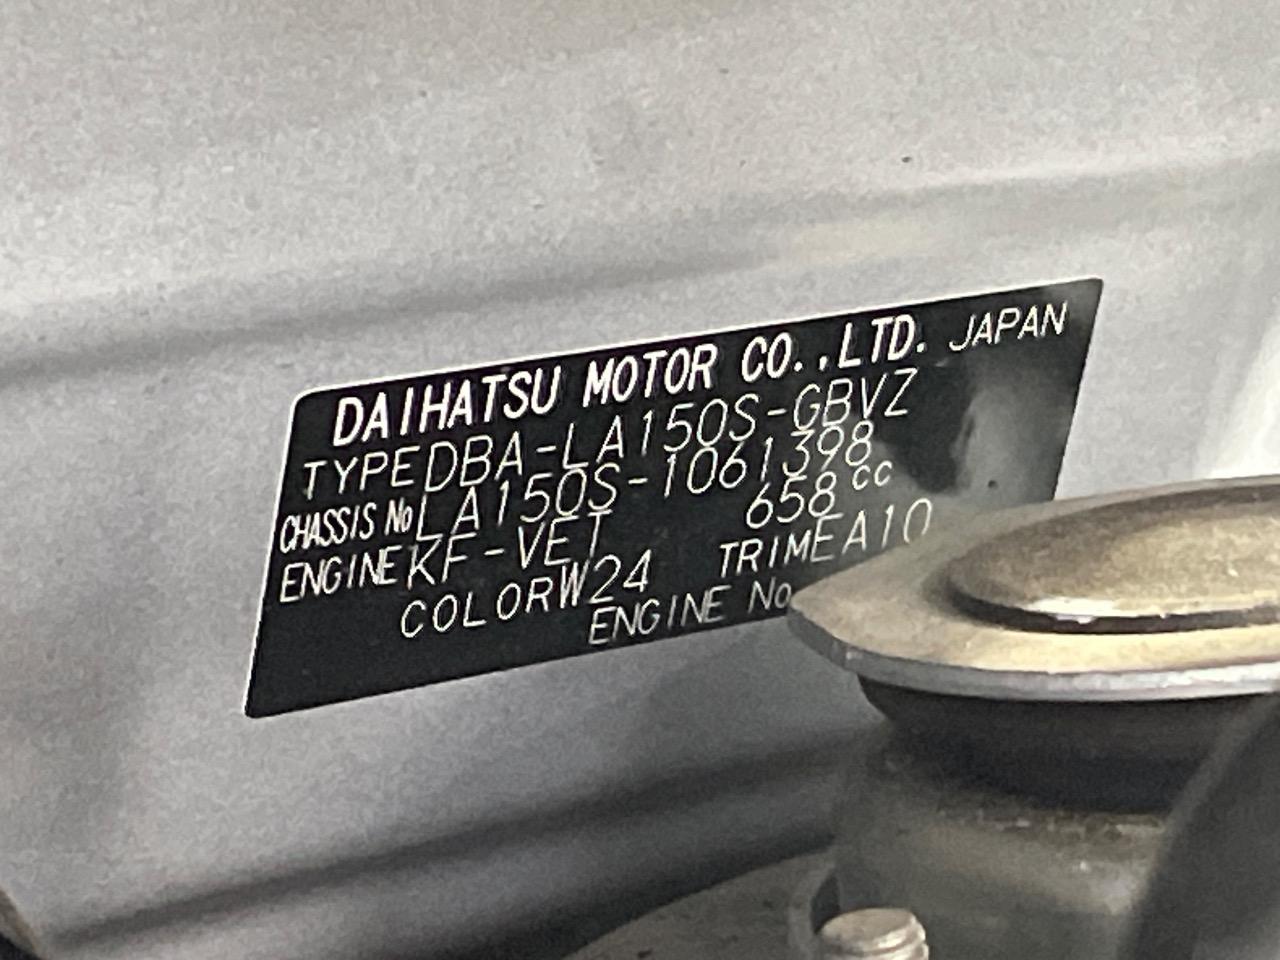 DAIHATSU MOTOR CO.,LTD. JAPAN
TYPE DBA-LA150S-GBVZ
CHASSIS No LA150S-1061398
ENGINE KF-VET 658 cc
COLOR W24 TRIM EA10
ENGINE No.